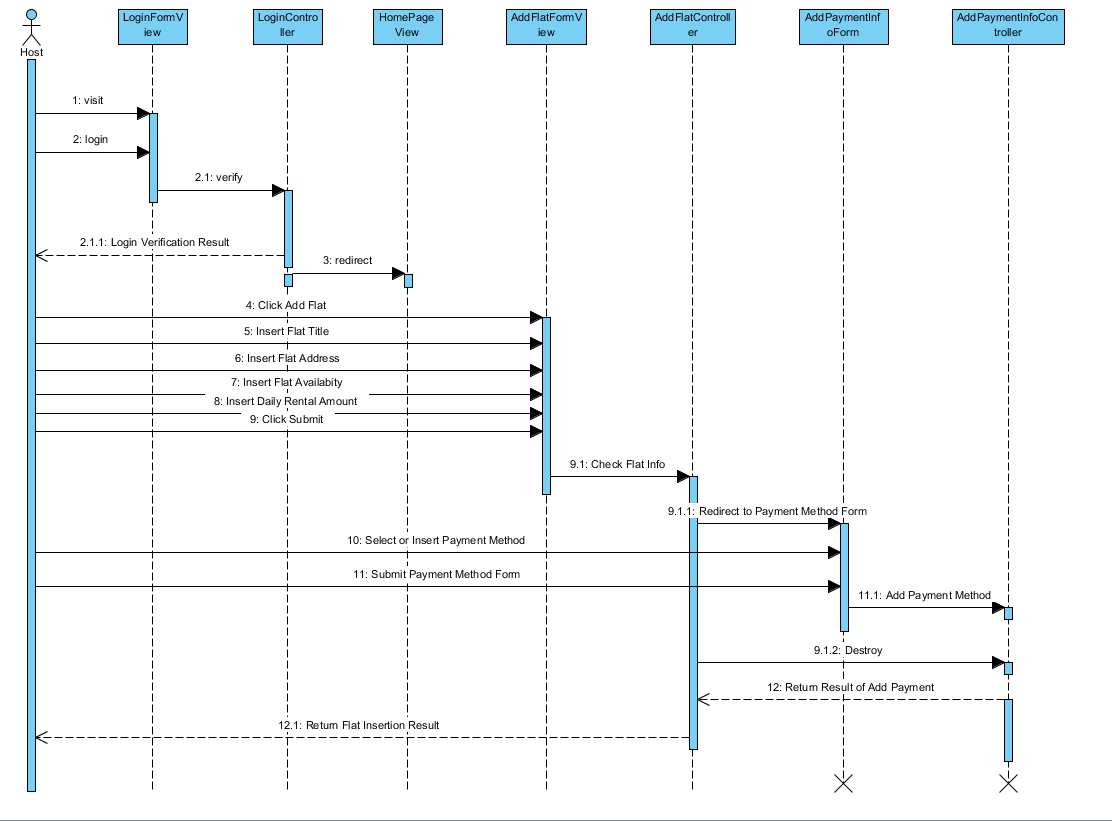 LoginFormV
iew
LoginContro
ller
HomePage
View
AddFlatFormV
iew
AddFlatControll
er
AddPaymentInf
oForm
AddPaymentInfoCon
troller
Host
1: visit
2: login
2.1: verify
2.1.1: Login Verification Result
3: redirect
4: Click Add Flat
5: Insert Flat Title
6: Insert Flat Address
7: Insert Flat Availabity
8: Insert Daily Rental Amount
9: Click Submit
9.1: Check Flat Info
9.1.1: Redirect to Payment Method Form
10: Select or Insert Payment Method
11: Submit Payment Method Form
11.1: Add Payment Method
9.1.2: Destroy
12: Return Result of Add Payment
12.1: Return Flat Insertion Result